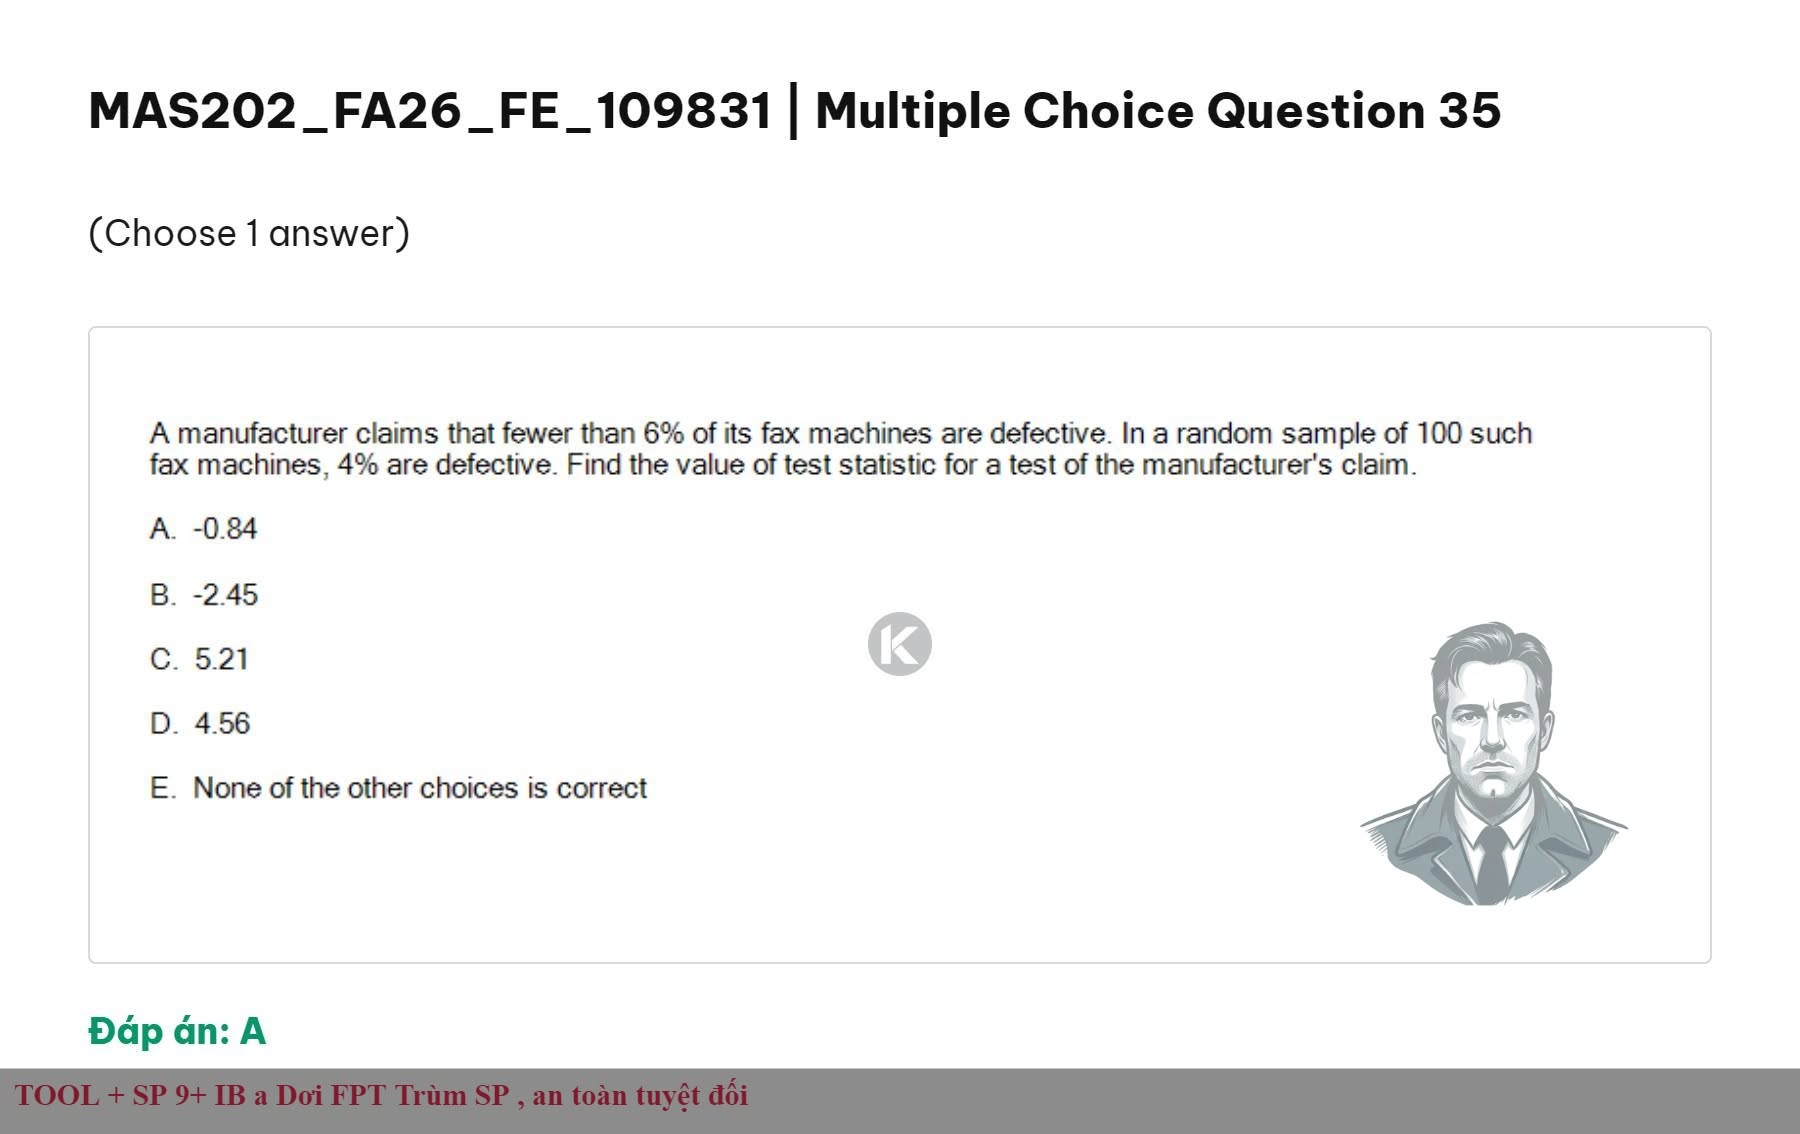 MAS202_FA26_FE_109831 | Multiple Choice Question 35
(Choose 1 answer)
A manufacturer claims that fewer than 6% of its fax machines are defective. In a random sample of 100 such
fax machines, 4% are defective. Find the value of test statistic for a test of the manufacturer's claim.
A. -0.84
B. -2.45
C. 5.21
D. 4.56
E. None of the other choices is correct
K
Đáp án: A
TOOL + SP 9+ IB a Dơi FPT Trùm SP , an toàn tuyệt đối